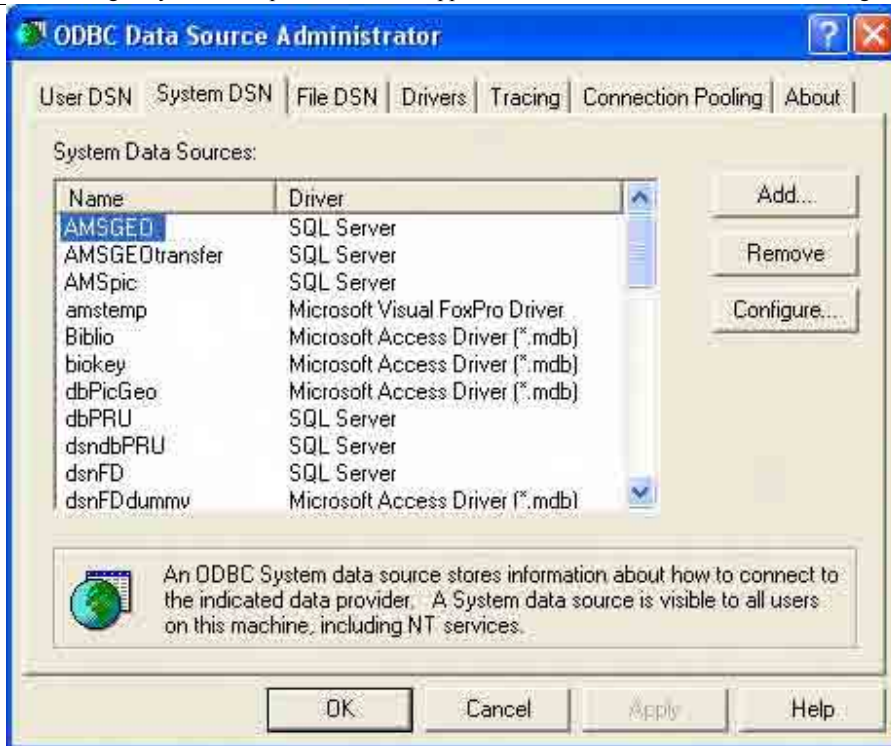 ODBC Data Source Administrator
User DSN System DSN File DSN Drivers Tracing Connection Pooling About
System Data Sources:
Name Driver
AMSGEO SQL Server
AMSGEOtransfer SQL Server
AMSpic SQL Server
amstemp Microsoft Visual FoxPro Driver
Biblio Microsoft Access Driver (*.mdb)
biokey Microsoft Access Driver (*.mdb)
dbPicGeo Microsoft Access Driver (*.mdb)
dbPRU SQL Server
dsndbPRU SQL Server
dsnFD SQL Server
dsnFDdummy Microsoft Access Driver (*.mdb)
Add...
Remove
Configure...
An ODBC System data source stores information about how to connect to
the indicated data provider. A System data source is visible to all users
on this machine, including NT services.
OK Cancel Apply Help